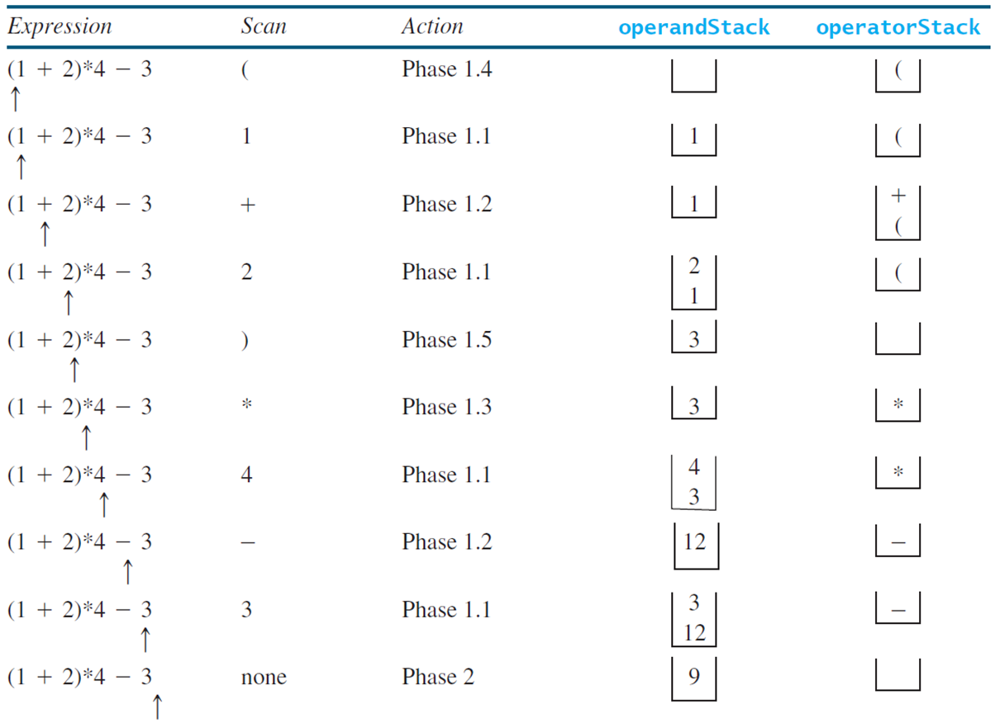 Expression Scan Action operandStack operatorStack
(1 + 2)*4 − 3 ( Phase 1.4 (
(1 + 2)*4 − 3 1 Phase 1.1 1 (
(1 + 2)*4 − 3 + Phase 1.2 1 +
(
(1 + 2)*4 − 3 2 Phase 1.1 2 (
1
(1 + 2)*4 − 3 ) Phase 1.5 3
(1 + 2)*4 − 3 * Phase 1.3 3 *
(1 + 2)*4 − 3 4 Phase 1.1 4 *
3
(1 + 2)*4 − 3 − Phase 1.2 12 −
(1 + 2)*4 − 3 3 Phase 1.1 3 −
12
(1 + 2)*4 − 3 none Phase 2 9